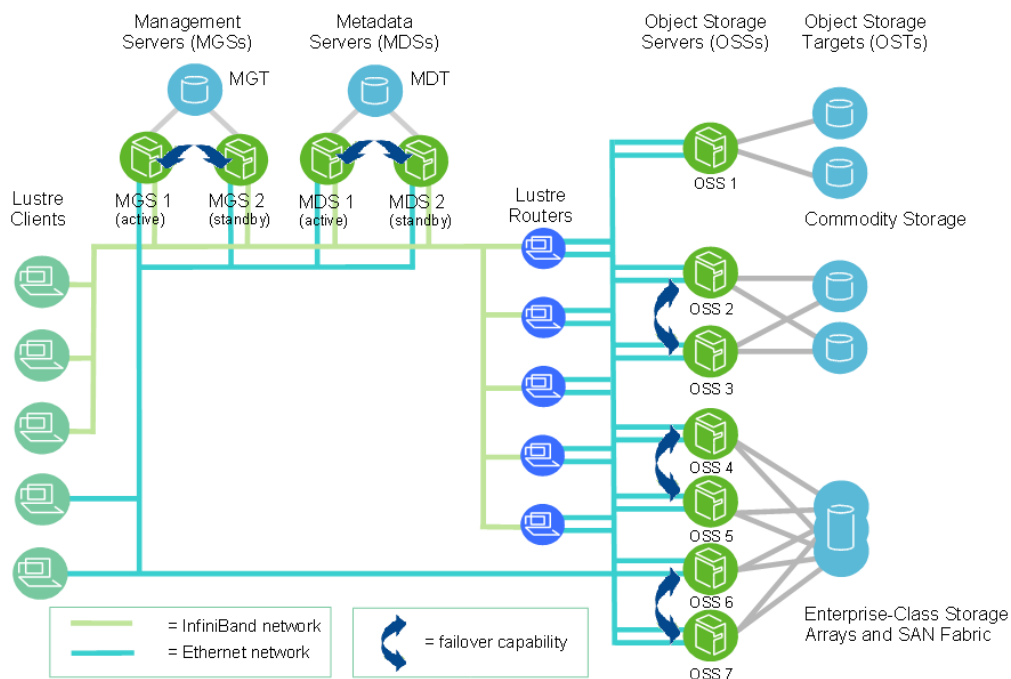 Management
Servers (MGSs)
Metadata
Servers (MDSs)
Object Storage
Servers (OSSs)
Object Storage
Targets (OSTs)
MGT
MDT
OSS 1
Lustre
Clients
MGS 1
(active)
MGS 2
(standby)
MDS 1
(active)
MDS 2
(standby)
Lustre
Routers
Commodity Storage
OSS 2
OSS 3
OSS 4
OSS 5
OSS 6
Enterprise-Class Storage
Arrays and SAN Fabric
OSS 7
= InfiniBand network
= Ethernet network
= failover capability